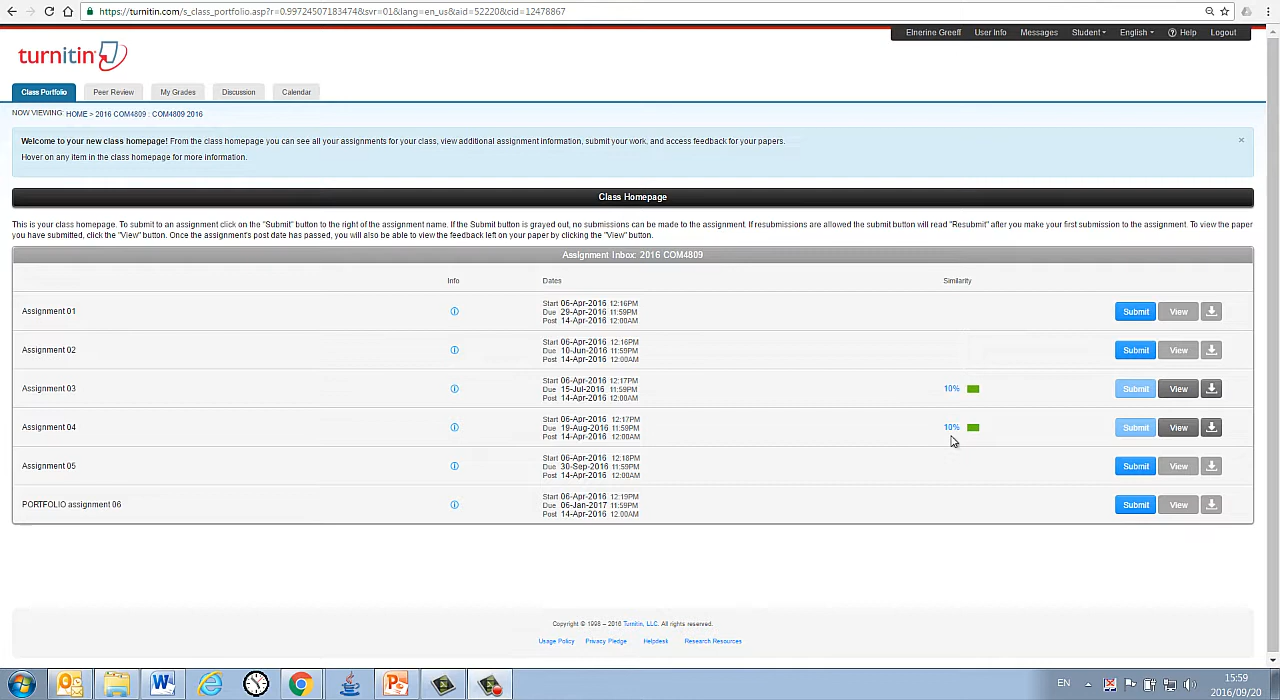 https://turnitin.com/s_class_portfolio.asp?r=0.997245071834 74&svr=01&lang=en_us&aid=52220&cid=12478867
turnitin
Elnerine Greeff User Info Messages Student English Help Logout
Class Portfolio Peer Review My Grades Discussion Calendar
NOW VIEWING: HOME > 2016 COM4809 : COM4809 2016
Welcome to your new class homepage! From the class homepage you can see all your assignments for your class, view additional assignment information, submit your work, and access feedback for your papers.
Hover on any item in the class homepage for more information.
Class Homepage
This is your class homepage. To submit to an assignment click on the "Submit" button to the right of the assignment name. If the Submit button is grayed out, no submissions can be made to the assignment. If resubmissions are allowed the submit button will read "Resubmit" after you make your first submission to the assignment. To view the paper
you have submitted, click the "View" button. Once the assignment's post date has passed, you will also be able to view the feedback left on your paper by clicking the "View" button.
Assignment Inbox: 2016 COM4809
Info Dates Similarity
Start 06-Apr-2016 12:16PM
Assignment 01 Due 29-Apr-2016 11:59PM Submit View
Post 14-Apr-2016 12:00AM
Start 06-Apr-2016 12:16PM
Assignment 02 Due 10-Jun-2016 11:59PM Submit View
Post 14-Apr-2016 12:00AM
Start 06-Apr-2016 12:17PM
Assignment 03 Due 15-Jul-2016 11:59PM 10% Submit View
Post 14-Apr-2016 12:00AM
Start 06-Apr-2016 12:17PM
Assignment 04 Due 19-Aug-2016 11:59PM 10% Submit View
Post 14-Apr-2016 12:00AM
Start 06-Apr-2016 12:18PM
Assignment 05 Due 30-Sep-2016 11:59PM Submit View
Post 14-Apr-2016 12:00AM
Start 06-Apr-2016 12:19PM
PORTFOLIO assignment 06 Due 06-Jan-2017 11:59PM Submit View
Post 14-Apr-2016 12:00AM
Copyright © 1998 – 2016 Turnitin, LLC. All rights reserved.
Usage Policy Privacy Pledge Helpdesk Research Resources
EN 15:59
2016/09/20